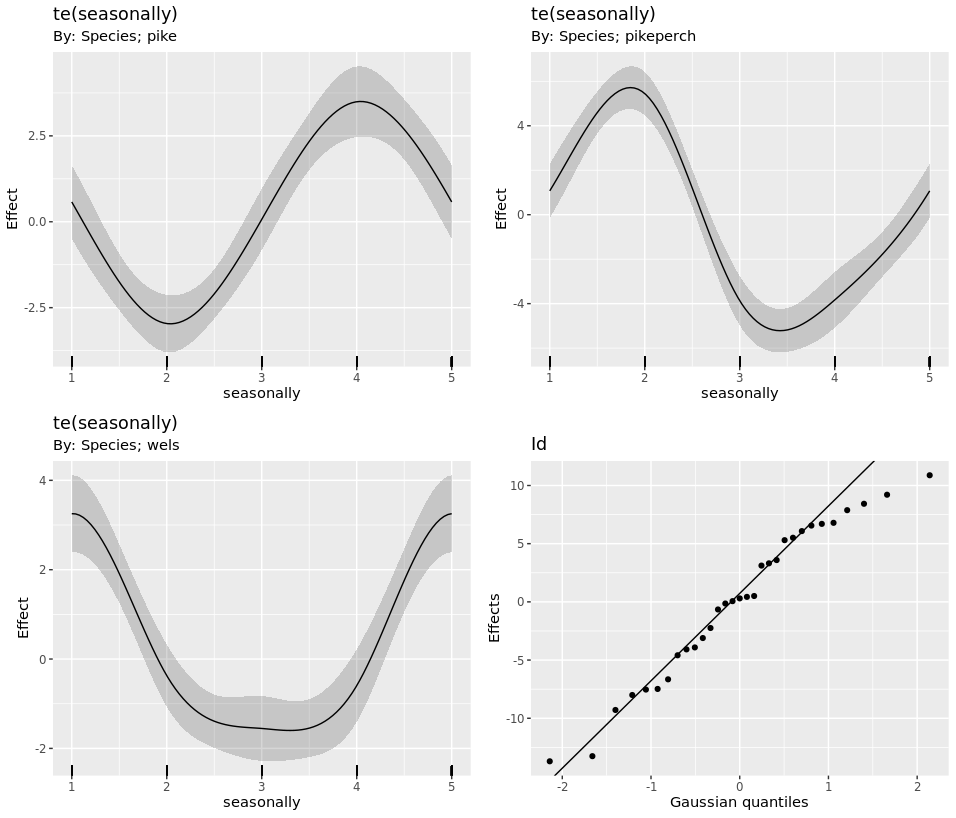 te(seasonally)
By: Species; pike
Effect
2.5
0.0
-2.5
1 2 3 4 5
seasonally
te(seasonally)
By: Species; pikeperch
Effect
4
0
-4
1 2 3 4 5
seasonally
te(seasonally)
By: Species; wels
Effect
4
2
0
-2
1 2 3 4 5
seasonally
Id
Effects
10
5
0
-5
-10
-2 -1 0 1 2
Gaussian quantiles